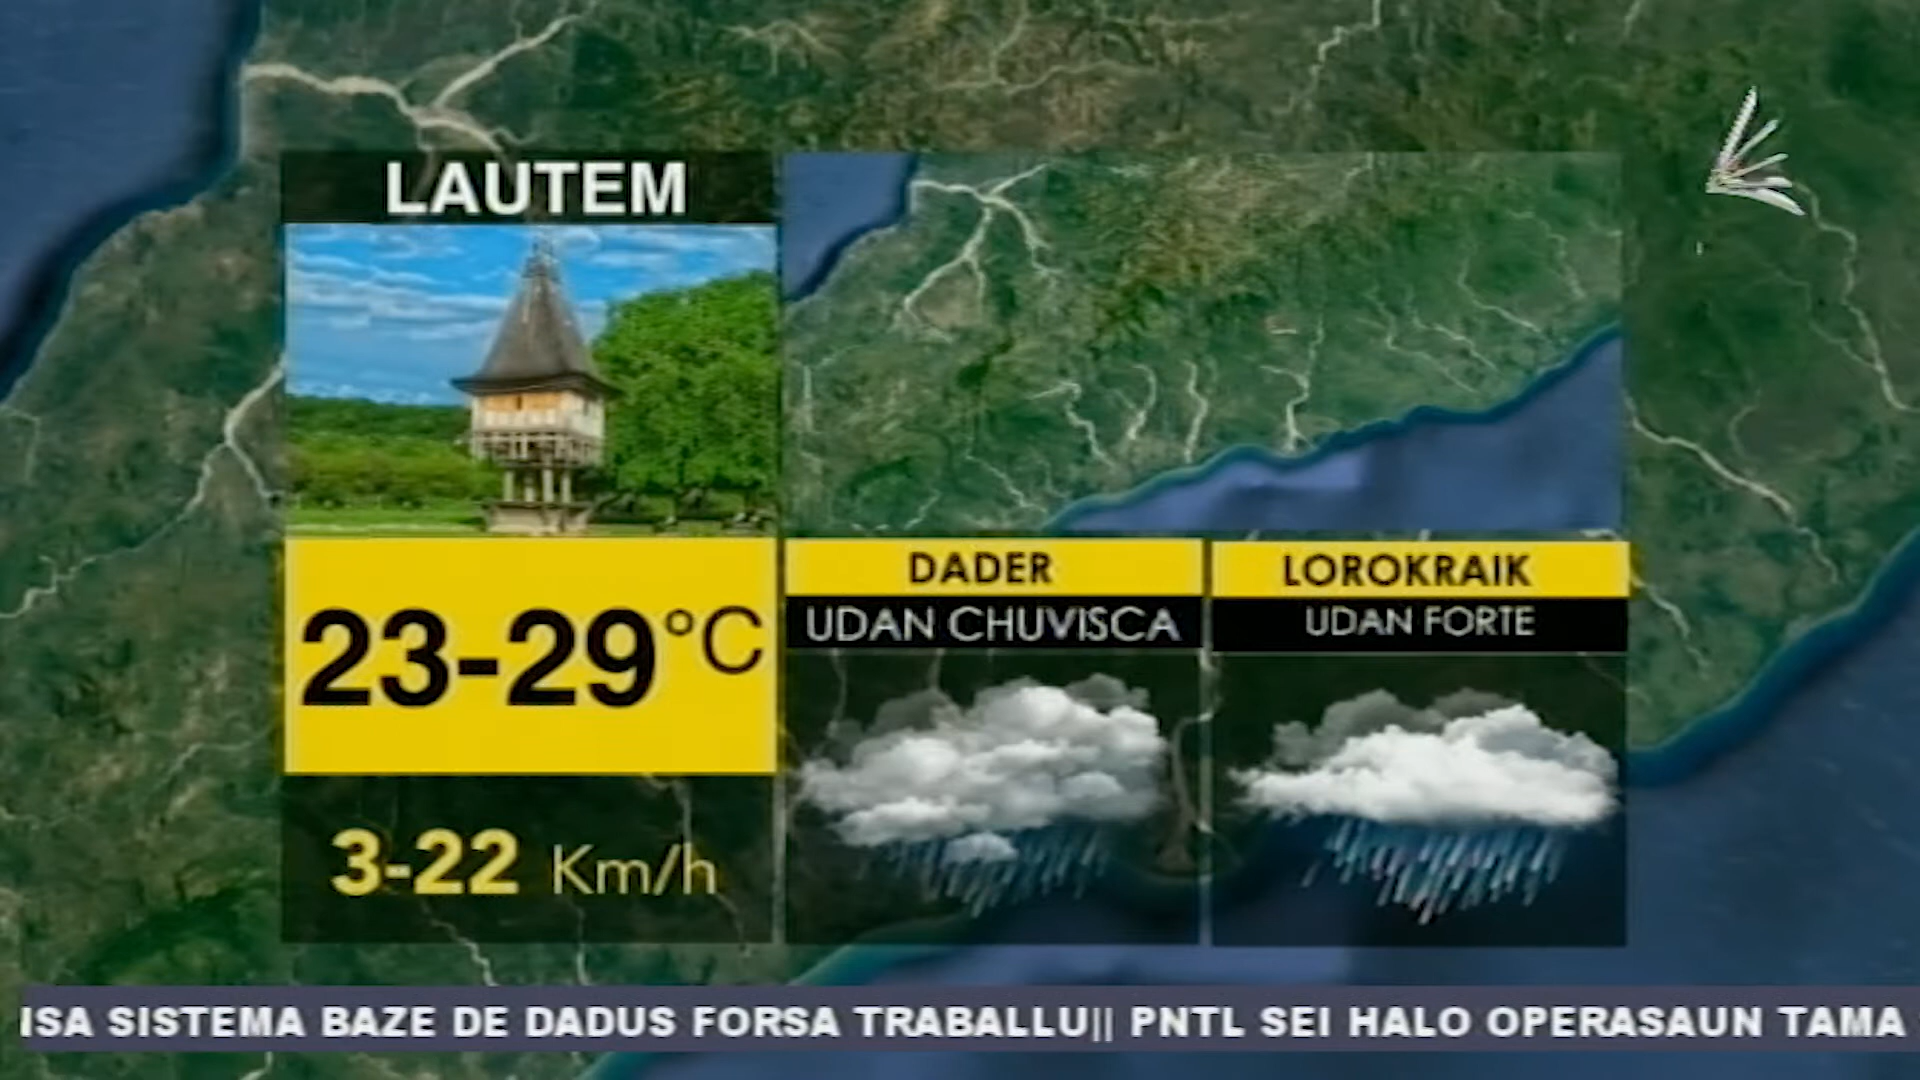 LAUTEM
23-29°C
3-22 Km/h
DADER
UDAN CHUVISCA
LOROKRAIK
UDAN FORTE
ISA SISTEMA BAZE DE DADUS FORSA TRABALLU|| PNTL SEI HALO OPERASAUN TAMA